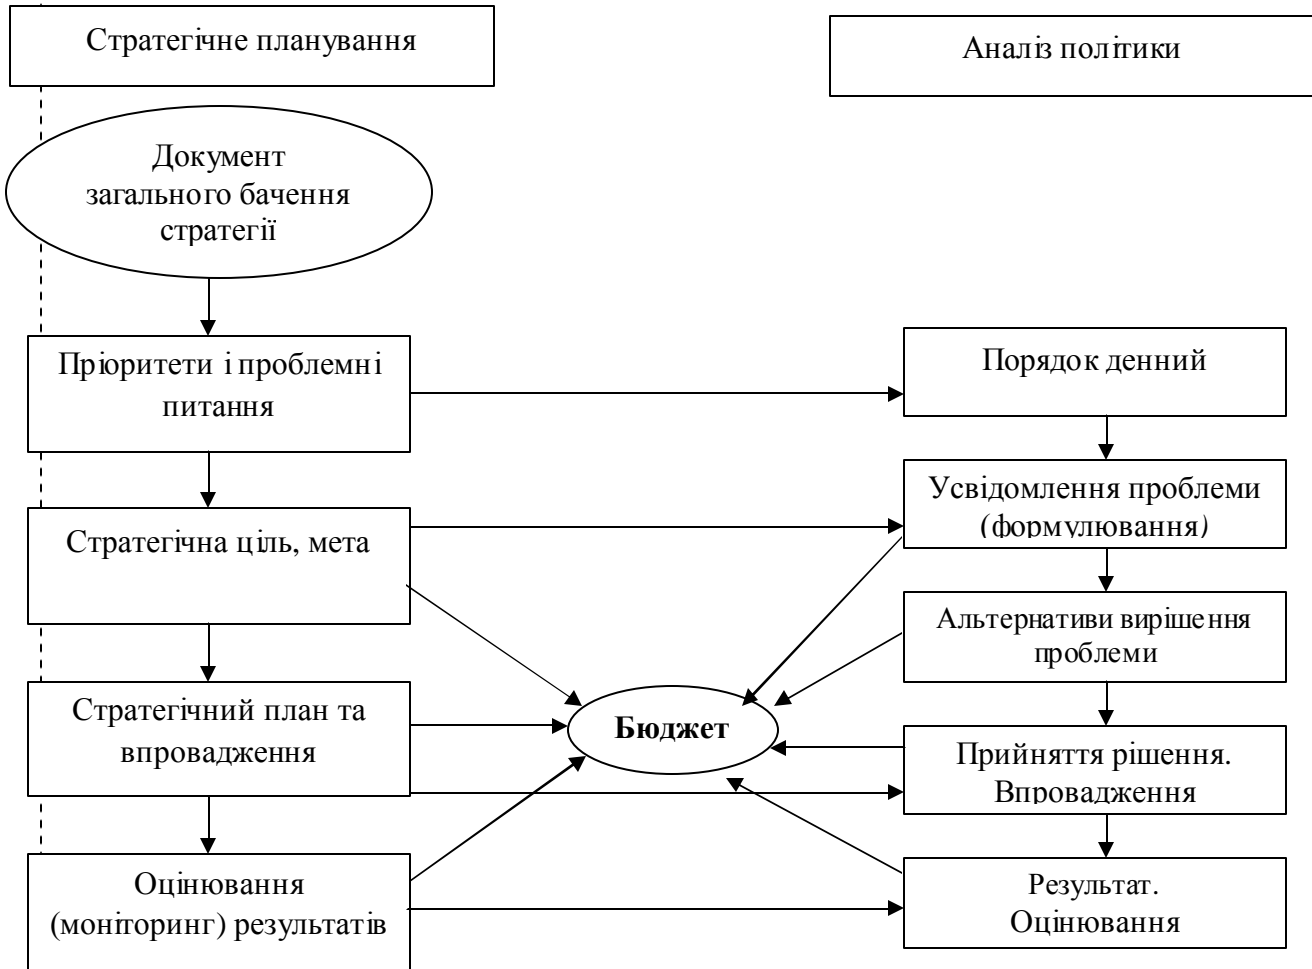 Стратегічне планування
Аналіз політики
Документ
загального бачення
стратегії
Пріоритети і проблемні
питання
Порядок денний
Усвідомлення проблеми
(формулювання)
Стратегічна ціль, мета
Альтернативи вирішення
проблеми
Стратегічний план та
впровадження
Бюджет
Прийняття рішення.
Впровадження
Оцінювання
(моніторинг) результатів
Результат.
Оцінювання